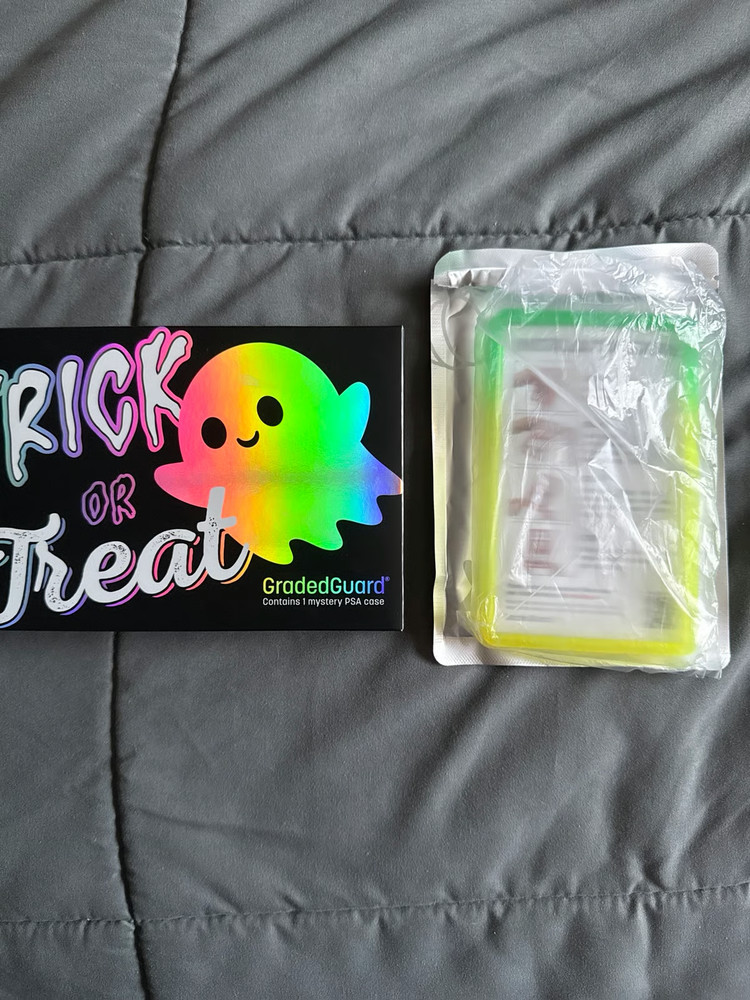 RICK
OR
Treat
GradedGuard®
Contains 1 mystery PSA case